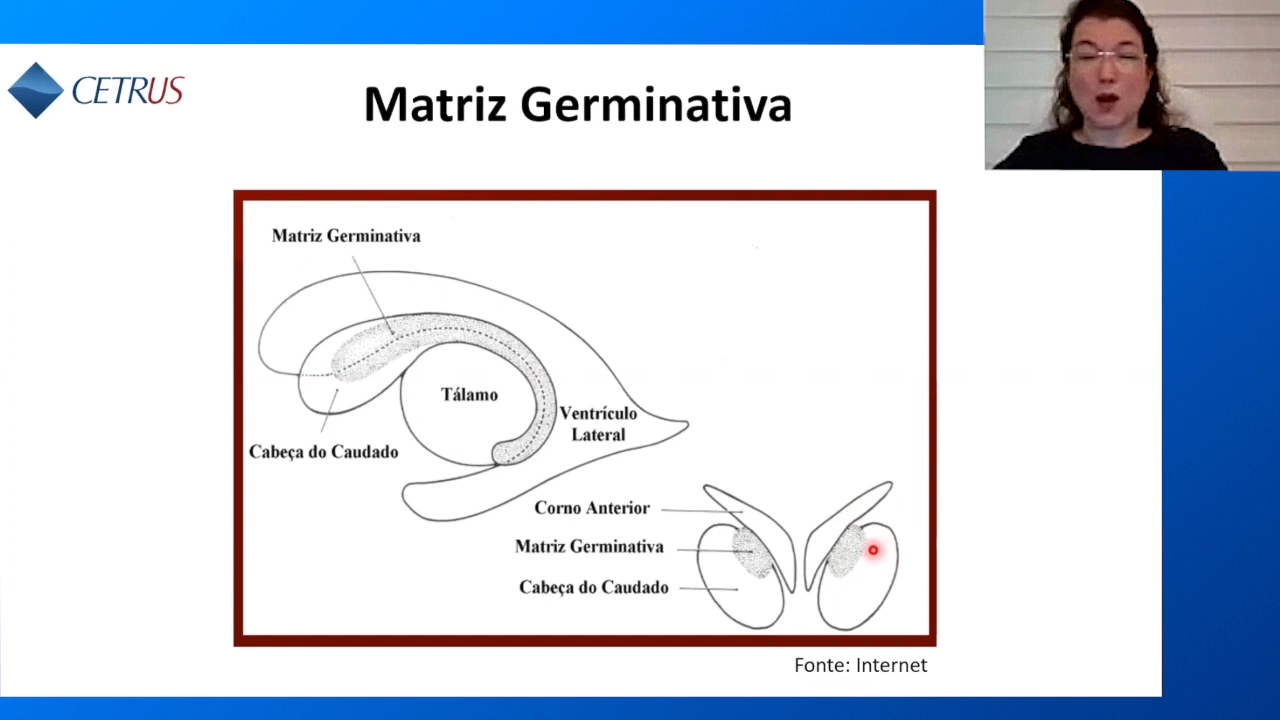 CETRUS
Matriz Germinativa
Matriz Germinativa
Tálamo
Ventrículo
Lateral
Cabeça do Caudado
Corno Anterior
Matriz Germinativa
Cabeça do Caudado
Fonte: Internet